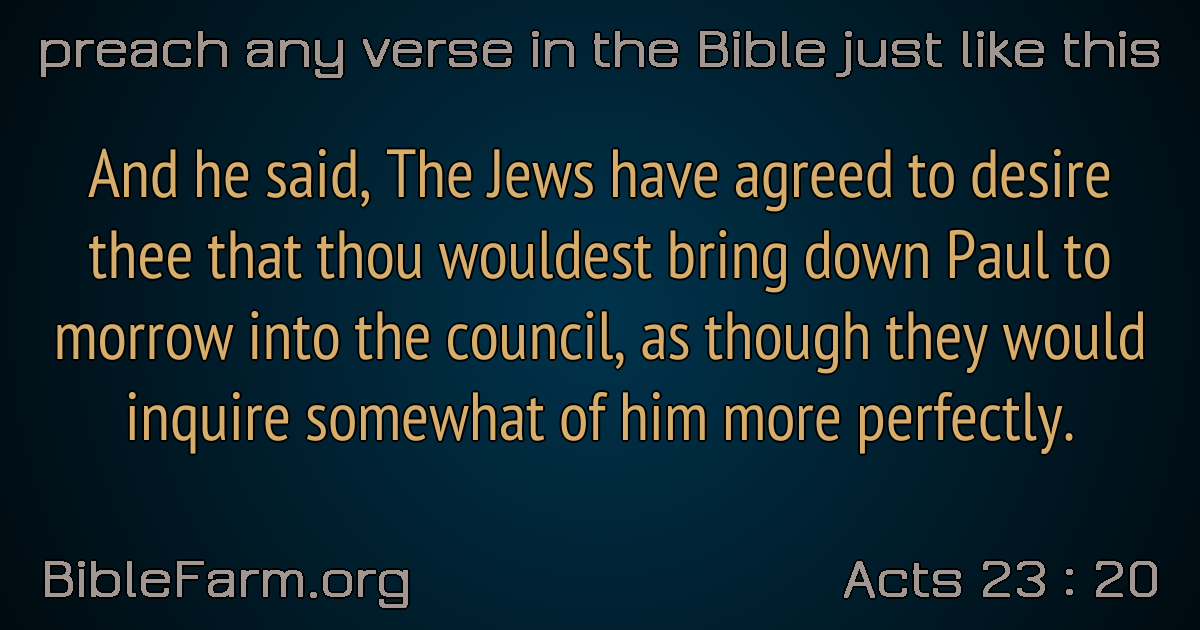 preach any verse in the Bible just like this
And he said, The Jews have agreed to desire
thee that thou wouldest bring down Paul to
morrow into the council, as though they would
inquire somewhat of him more perfectly.
BibleFarm.org
Acts 23 : 20